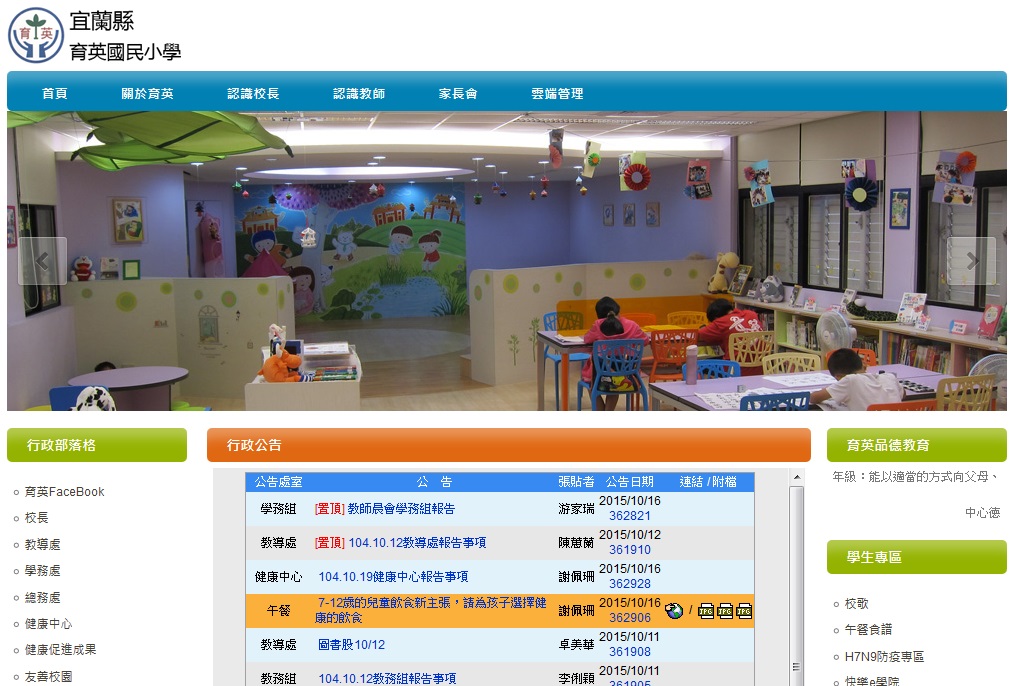 育英
宜蘭縣
育英國民小學
首頁 關於育英 認識校長 認識教師 家長會 雲端管理
行政部落格
育英FaceBook
校長
教導處
學務處
總務處
健康中心
健康促進成果
友善校園
行政公告
公告處室 公 告 張貼者 公告日期 連結 / 附檔
學務組 [置頂] 教師晨會學務組報告 游家瑞 2015/10/16
362821
教導處 [置頂] 104.10.12教導處報告事項 陳蕙蘭 2015/10/12
361910
健康中心 104.10.19健康中心報告事項 謝佩珊 2015/10/16
362928
午餐 7-12歲的兒童飲食新主張，請為孩子選擇健 謝佩珊 2015/10/16 / JPG JPG JPG
康的飲食 362906
教導處 圖書股10/12 卓美華 2015/10/11
361908
教務組 104.10.12教務組報告事項 李俐穎 2015/10/11
361905
育英品德教育
年級：能以適當的方式向父母、
中心德
學生專區
校歌
午餐食譜
H7N9防疫專區
快樂e學院